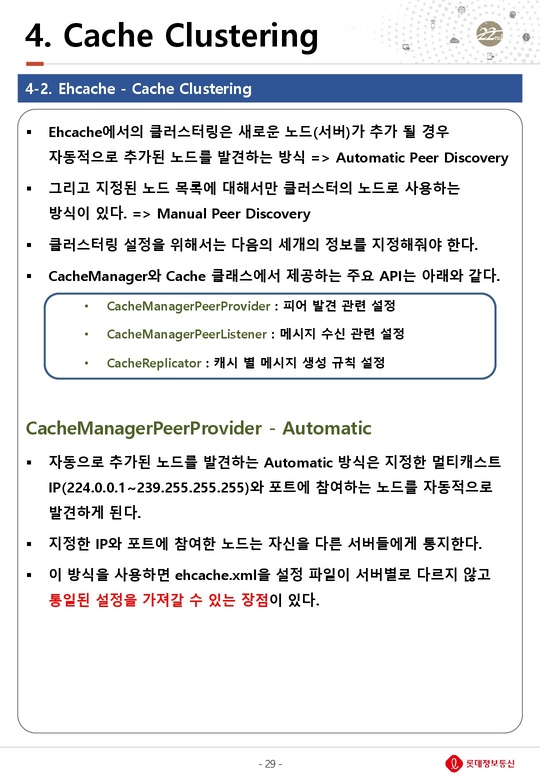 4. Cache Clustering
22nd
4-2. Ehcache - Cache Clustering
▪ Ehcache에서의 클러스터링은 새로운 노드(서버)가 추가 될 경우
자동적으로 추가된 노드를 발견하는 방식 => Automatic Peer Discovery
▪ 그리고 지정된 노드 목록에 대해서만 클러스터의 노드로 사용하는
방식이 있다. => Manual Peer Discovery
▪ 클러스터링 설정을 위해서는 다음의 세개의 정보를 지정해줘야 한다.
▪ CacheManager와 Cache 클래스에서 제공하는 주요 API는 아래와 같다.
• CacheManagerPeerProvider : 피어 발견 관련 설정
• CacheManagerPeerListener : 메시지 수신 관련 설정
• CacheReplicator : 캐시 별 메시지 생성 규칙 설정
CacheManagerPeerProvider - Automatic
▪ 자동으로 추가된 노드를 발견하는 Automatic 방식은 지정한 멀티캐스트
IP(224.0.0.1~239.255.255.255)와 포트에 참여하는 노드를 자동적으로
발견하게 된다.
▪ 지정한 IP와 포트에 참여한 노드는 자신을 다른 서버들에게 통지한다.
▪ 이 방식을 사용하면 ehcache.xml을 설정 파일이 서버별로 다르지 않고
통일된 설정을 가져갈 수 있는 장점이 있다.
- 29 -
롯데정보통신